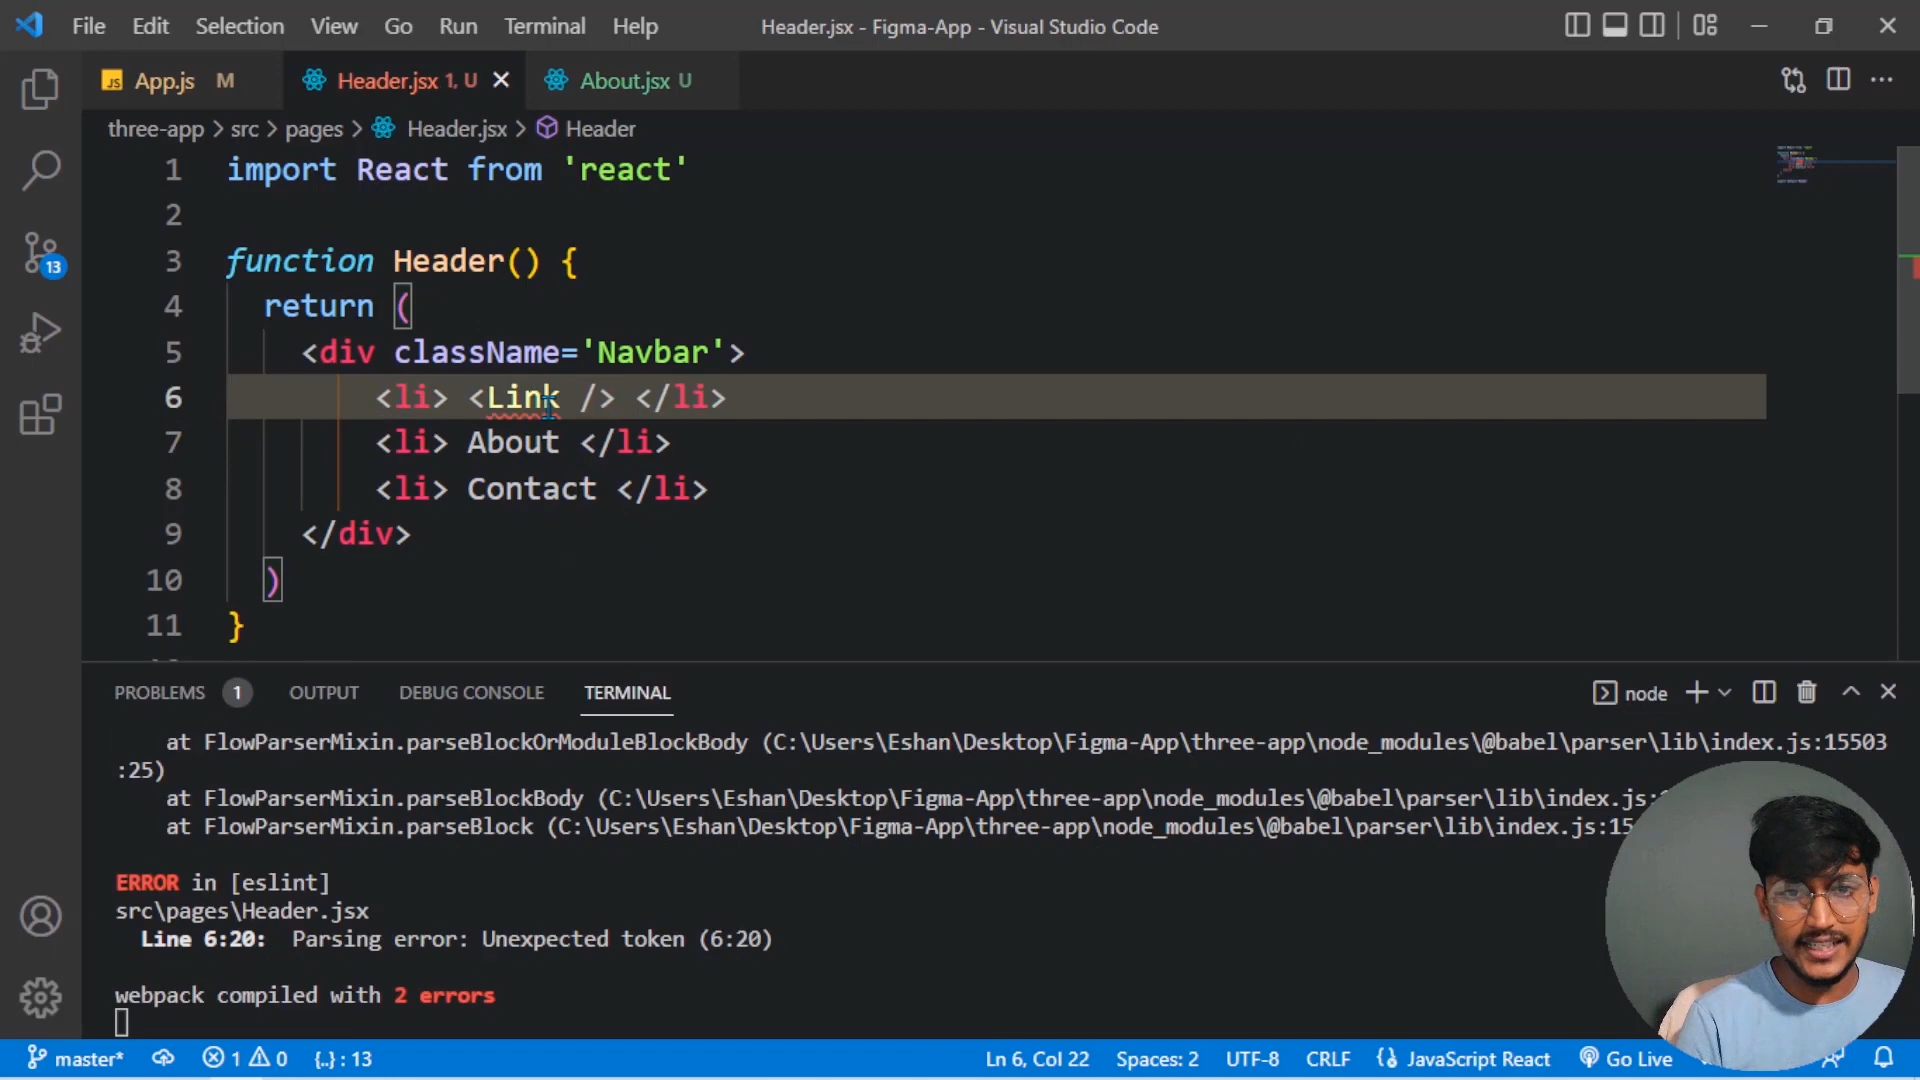 File Edit Selection View Go Run Terminal Help Header.jsx - Figma-App - Visual Studio Code
JS App.js M Header.jsx 1, U About.jsx U
three-app > src > pages > Header.jsx > Header
1 import React from 'react'
2
3 function Header() {
4 return (
5 <div className='Navbar'>
6 <li> <Link /> </li>
7 <li> About </li>
8 <li> Contact </li>
9 </div>
10 )
11 }
13
PROBLEMS 1 OUTPUT DEBUG CONSOLE TERMINAL node
at FlowParserMixin.parseBlockOrModuleBlockBody (C:\Users\Eshan\Desktop\Figma-App\three-app\node_modules\@babel\parser\lib\index.js:15503
:25)
at FlowParserMixin.parseBlockBody (C:\Users\Eshan\Desktop\Figma-App\three-app\node_modules\@babel\parser\lib\index.js:
at FlowParserMixin.parseBlock (C:\Users\Eshan\Desktop\Figma-App\three-app\node_modules\@babel\parser\lib\index.js:15
ERROR in [eslint]
src\pages\Header.jsx
Line 6:20: Parsing error: Unexpected token (6:20)
webpack compiled with 2 errors
master* 1 0 {..} : 13 Ln 6, Col 22 Spaces: 2 UTF-8 CRLF JavaScript React Go Live